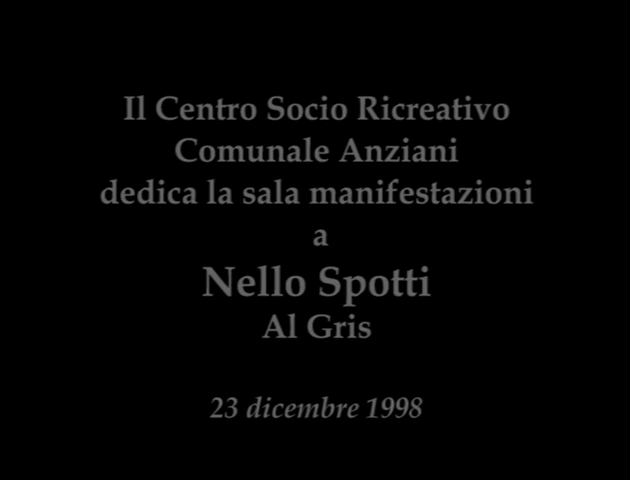 Il Centro Socio Ricreativo
Comunale Anziani
dedica la sala manifestazioni
a
Nello Spotti
Al Gris
23 dicembre 1998